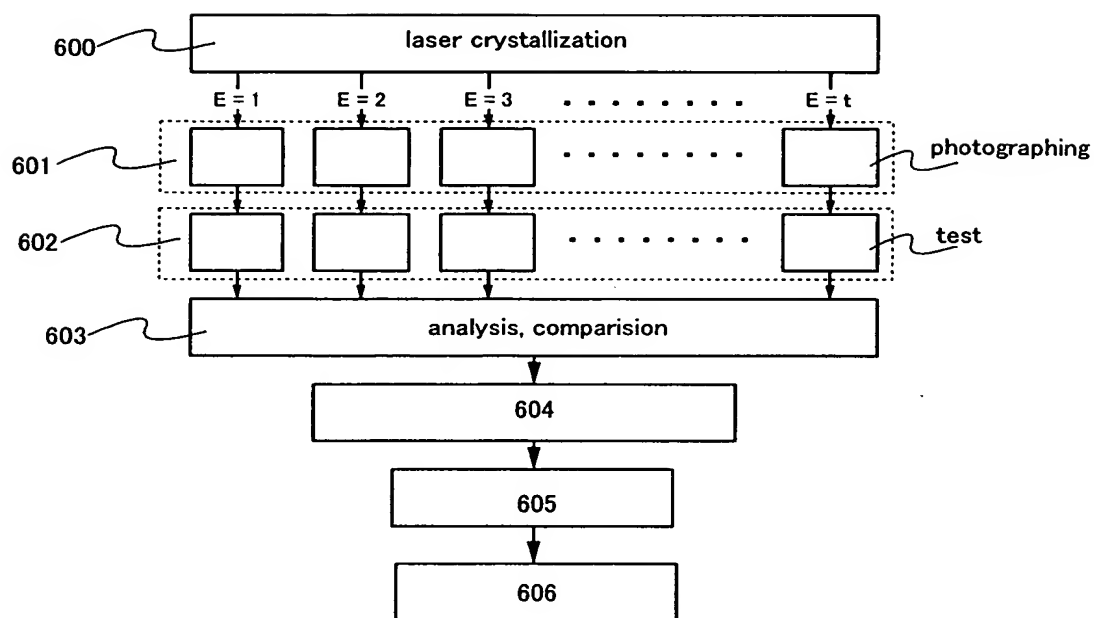 600
laser crystallization
E = 1
E = 2
E = 3
E = t
601
photographing
602
test
603
analysis, comparision
604
605
606